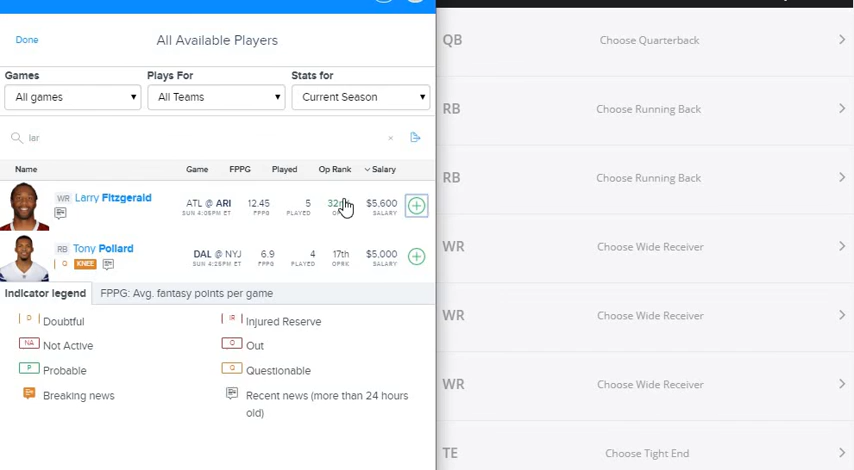 Done
All Available Players
Games Plays For Stats for
All games All Teams Current Season
lar ×
Name Game FPPG Played Op Rank Salary
WR Larry Fitzgerald ATL @ ARI 12.45 5 $5,600
SUN 4:05PM ET FPPG PLAYED SALARY
RB Tony Pollard DAL @ NYJ 6.9 4 17th $5,000
Q KNEE SUN 4:25PM ET FPPG PLAYED OPRK SALARY
Indicator legend FPPG: Avg. fantasy points per game
D Doubtful IR Injured Reserve
NA Not Active O Out
P Probable Q Questionable
Breaking news Recent news (more than 24 hours
old)
QB Choose Quarterback
RB Choose Running Back
RB Choose Running Back
WR Choose Wide Receiver
WR Choose Wide Receiver
WR Choose Wide Receiver
TE Choose Tight End